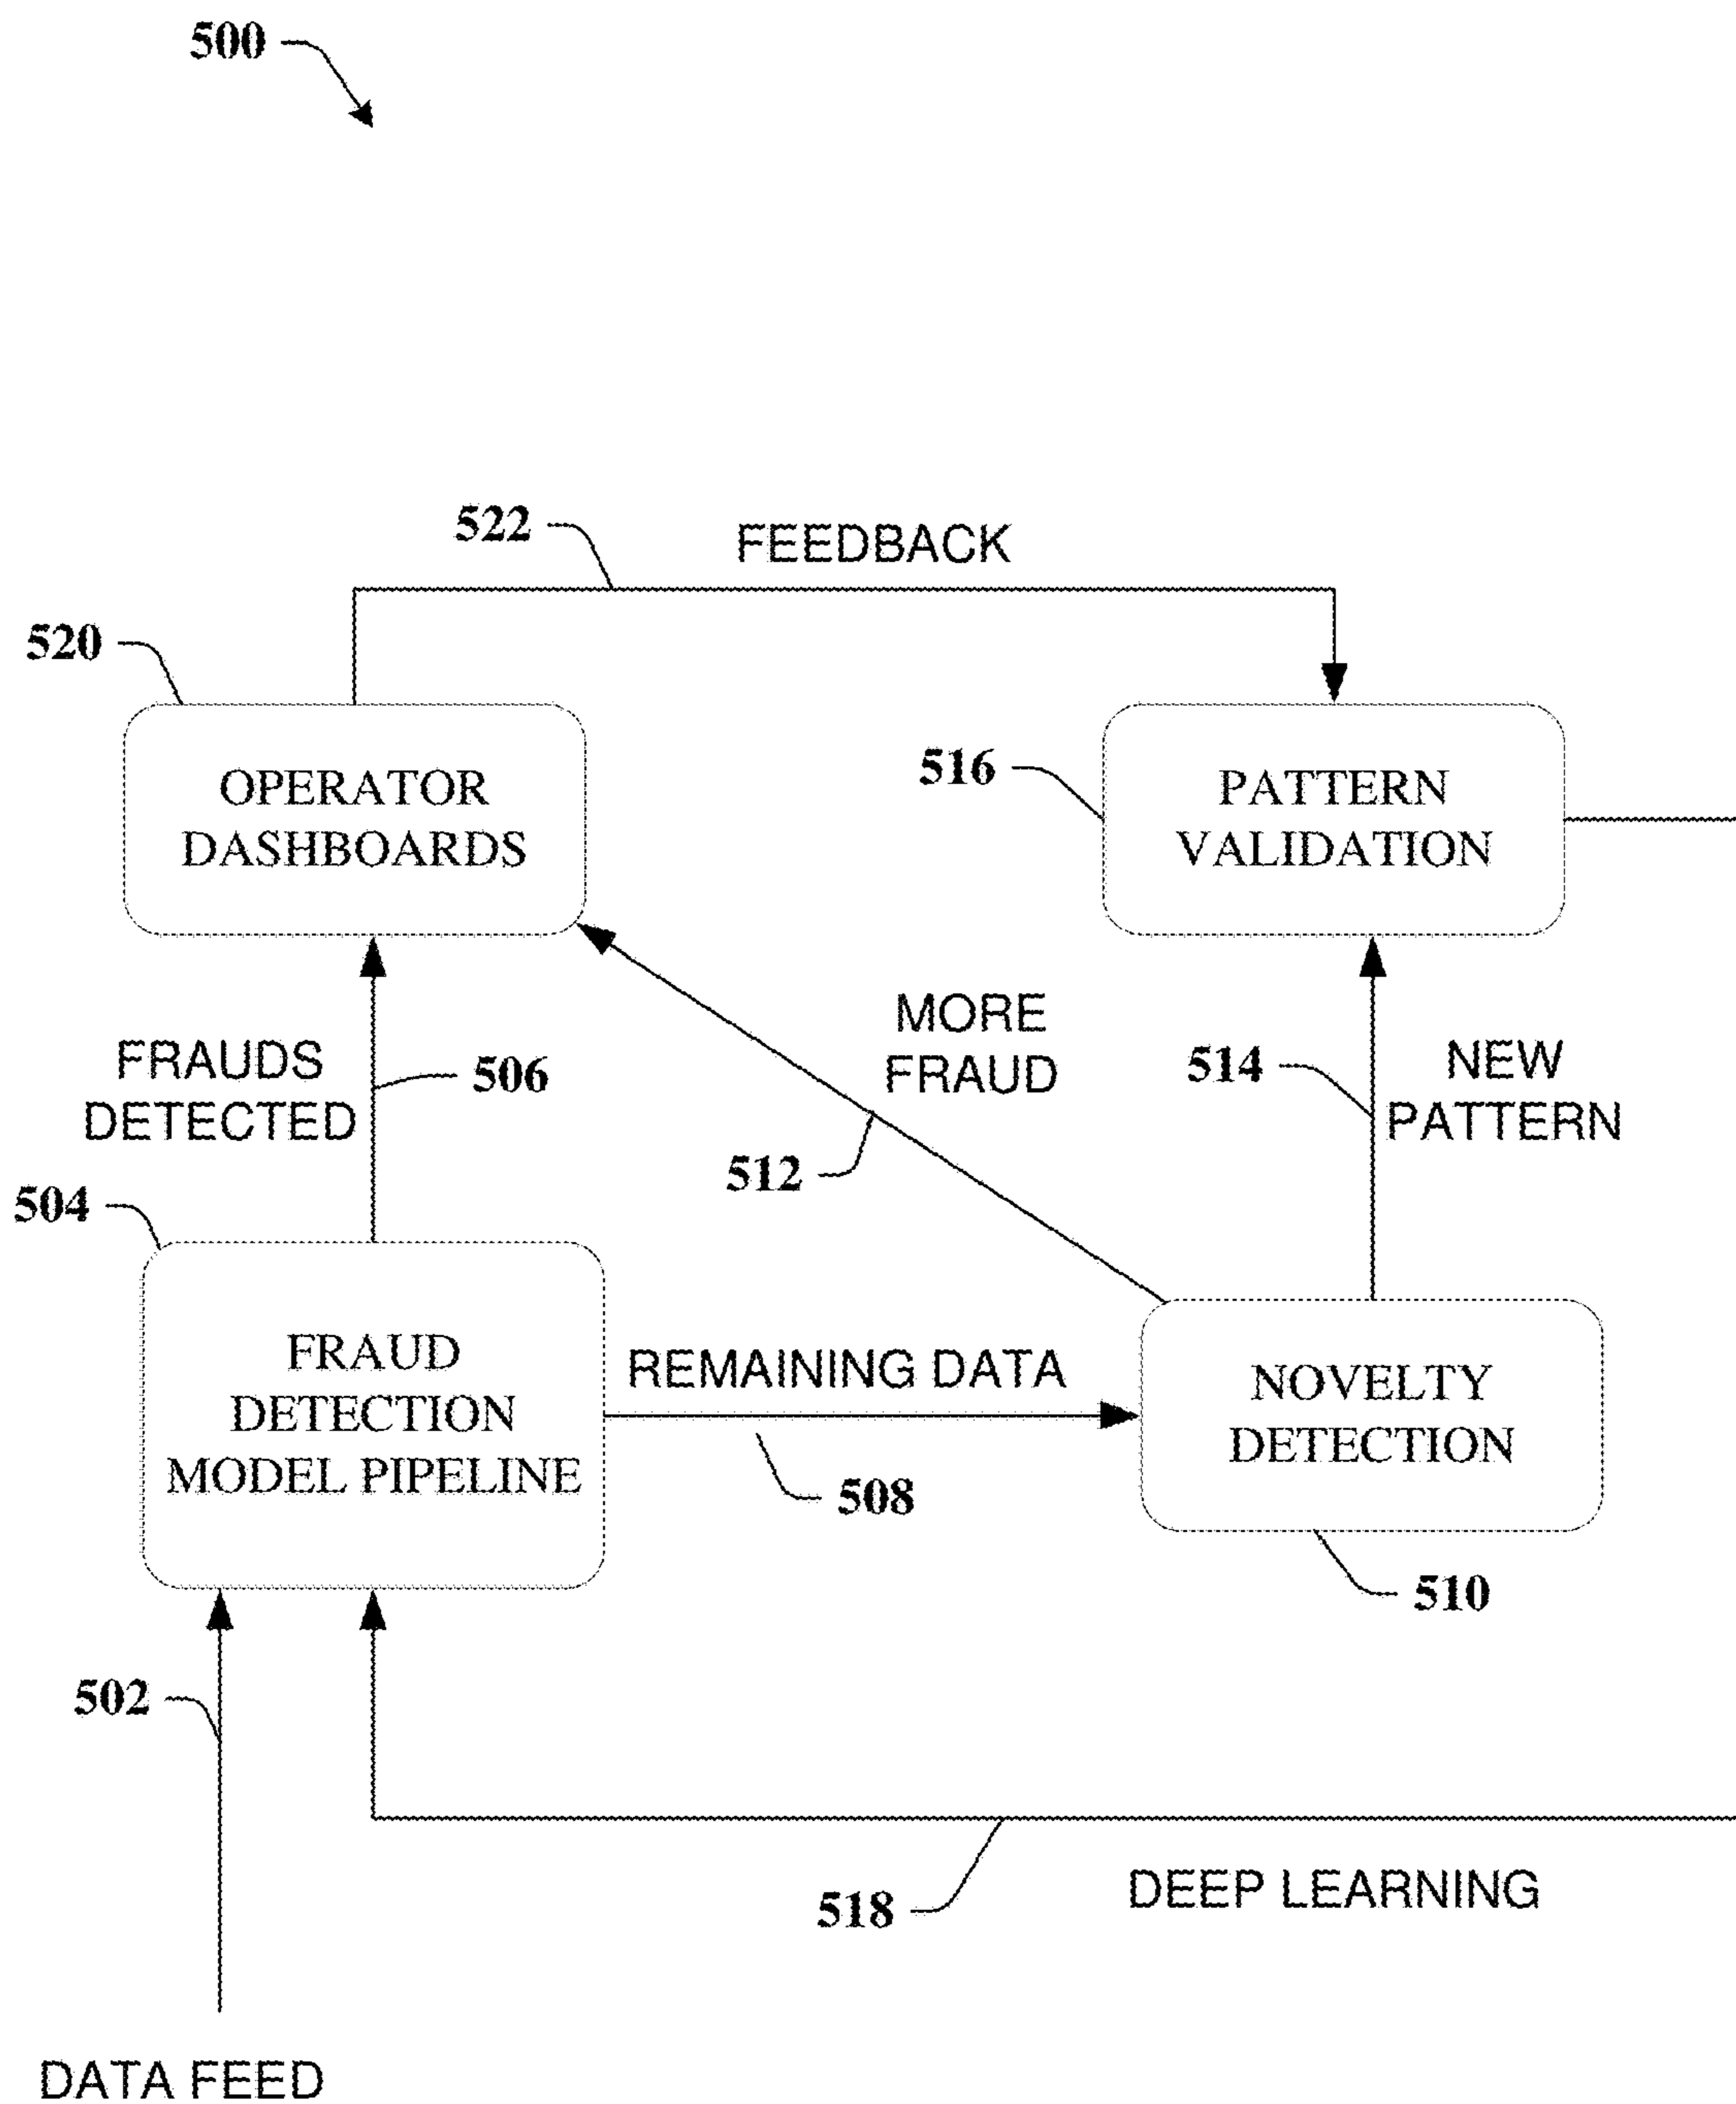 500
522
FEEDBACK
520
OPERATOR
DASHBOARDS
516
PATTERN
VALIDATION
FRAUDS
DETECTED
506
MORE
FRAUD
512
514
NEW
PATTERN
504
FRAUD
DETECTION
MODEL PIPELINE
REMAINING DATA
508
NOVELTY
DETECTION
510
502
518
DEEP LEARNING
DATA FEED